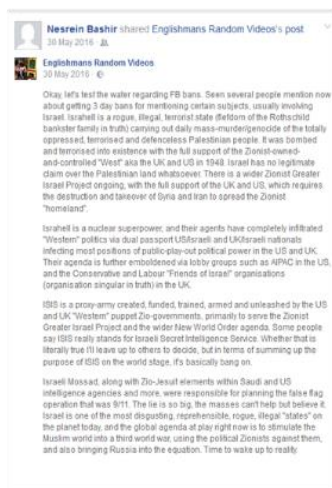 Nesrein Bashir shared Englishmans Random Videos's post
30 May 2016 ·
Englishmans Random Videos
30 May 2016 ·
Okay, let's test the water regarding FB bans. Seen several people mention now
about getting 3 day bans for mentioning certain subjects, usually involving
Israel. Israhell is a rogue, illegal, terrorist state (fiefdom of the Rothschild
bankster family in truth) carrying out daily mass-murder/genocide of the totally
oppressed, terrorised and defenceless Palestinian people. It was bombed
and terrorised into existence with the full support of the Zionist-owned-
and-controlled "West" aka the UK and US in 1948. Israel has no legitimate
claim over the Palestinian land whatsoever. There is a wider Zionist Greater
Israel Project ongoing, with the full support of the UK and US, which requires
the destruction and takeover of Syria and Iran to spread the Zionist
"homeland".
Israhell is a nuclear superpower, and their agents have completely infiltrated
"Western" politics via dual passport US/Israeli and UK/Israeli nationals
infecting most positions of public-play-out political power in the US and UK.
Their agenda is further emboldened via lobby groups such as AIPAC in the US,
and the Conservative and Labour "Friends of Israel" organisations
(organisation singular in truth) in the UK.
ISIS is a proxy-army created, funded, trained, armed and unleashed by the US
and UK "Western" puppet Zio-governments, primarily to serve the Zionist
Greater Israel Project and the wider New World Order agenda. Some people
say ISIS really stands for Israeli Secret Intelligence Service. Whether that is
literally true I'll leave up to others to decide, but in terms of summing up the
purpose of ISIS on the world stage, it's basically bang on.
Israeli Mossad, along with Zio-Jesuit elements within Saudi and US
intelligence agencies and more, were responsible for planning the false flag
operation that was 9/11. The lie is so big, the masses can't help but believe it.
Israel is one of the most disgusting, reprehensible, rogue, illegal "states" on
the planet today, and the global agenda at play right now is to stimulate the
Muslim world into a third world war, using the political Zionists against them,
and also bringing Russia into the equation. Time to wake up to reality.